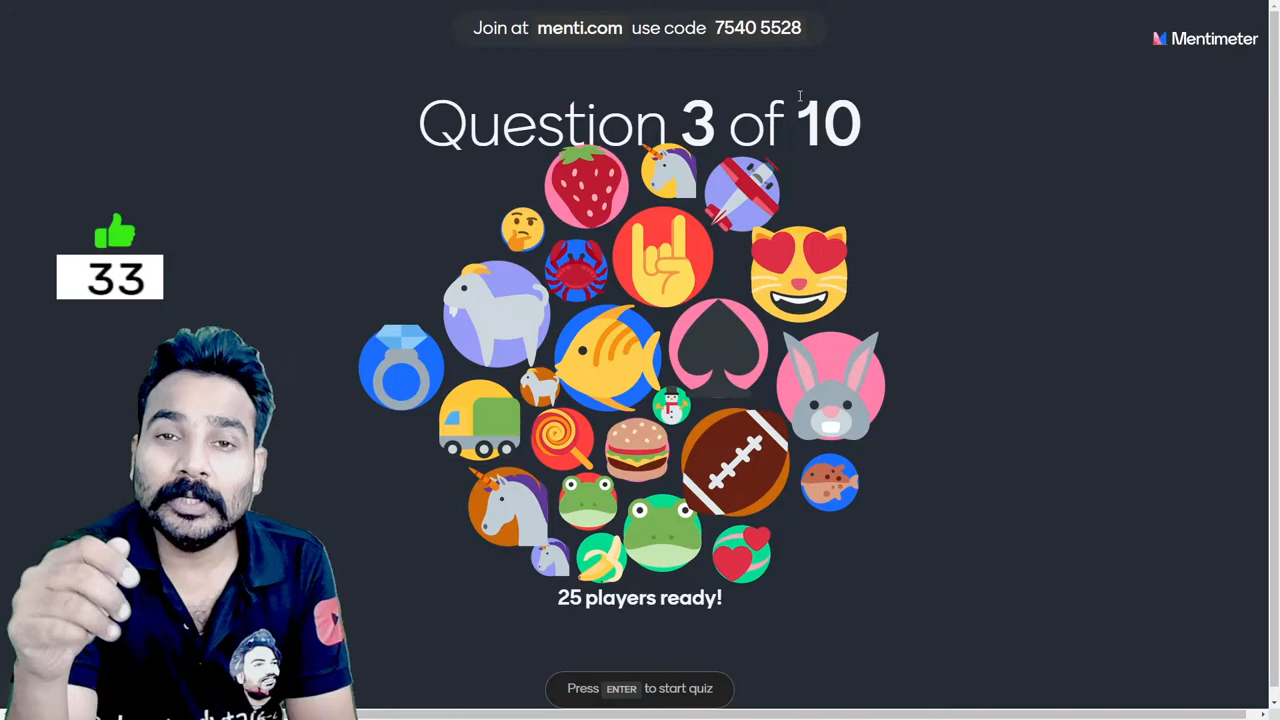 Join at menti.com use code 7540 5528
Mentimeter
Question 3 of 10
33
25 players ready!
Press ENTER to start quiz